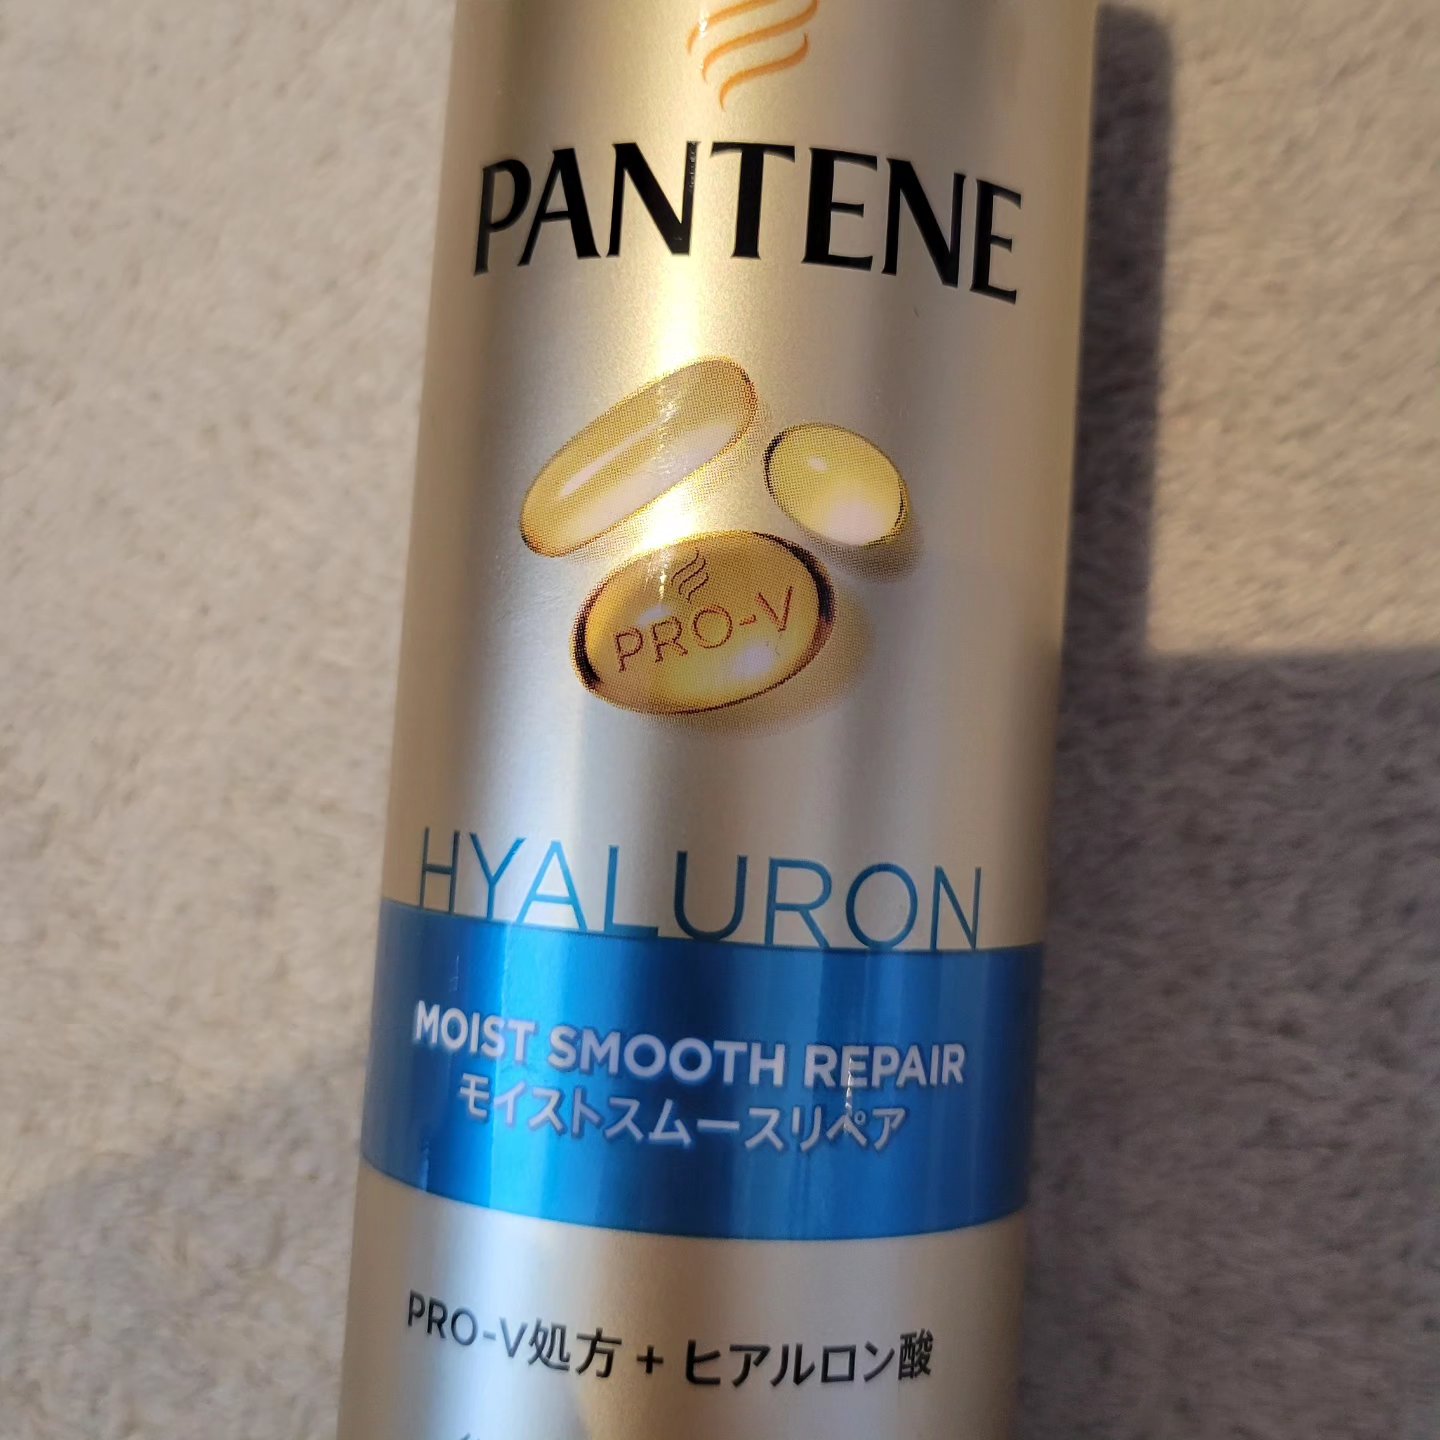 PANTENE
PRO-V
HYALURON
MOIST SMOOTH REPAIR
モイストスムースリペア
PRO-V処方 + ヒアルロン酸